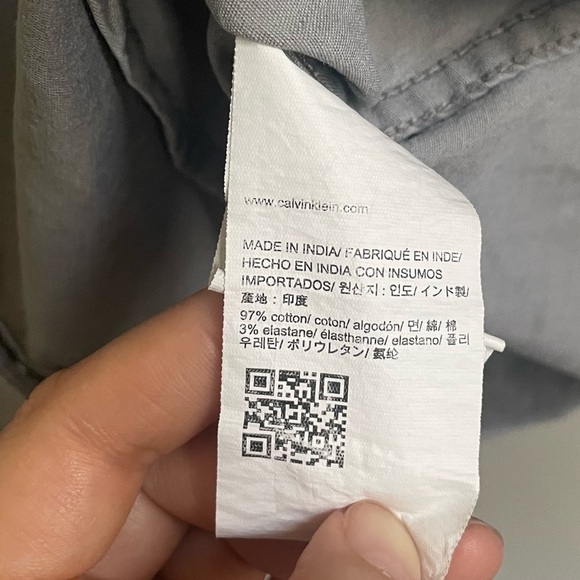 www.calvinklein.com
MADE IN INDIA/ FABRIQUÉ EN INDE/
HECHO EN INDIA CON INSUMOS
IMPORTADOS/ 원산지 : 인도/ インド製/
産地 : 印度
97% cotton/ coton/ algodón/ 면/ 綿/ 棉
3% elastane/ élasthanne/ elastano/ 폴리
우레탄/ ポリウレタン/ 氨纶